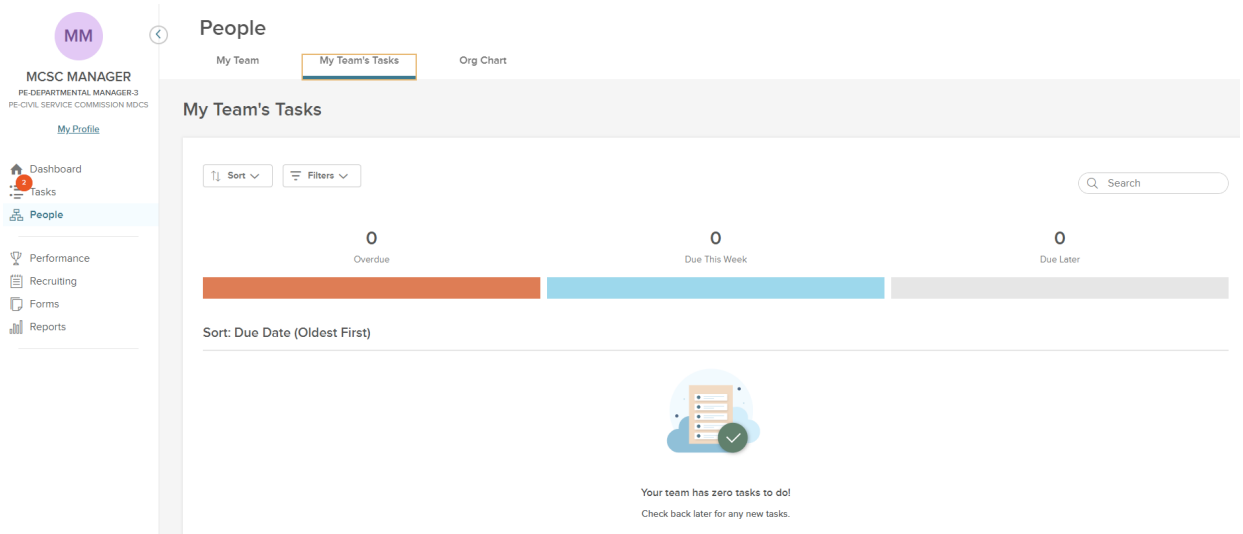 MM
MCSC MANAGER
PE-DEPARTMENTAL MANAGER-3
PE-CIVIL SERVICE COMMISSION MDCS
My Profile
Dashboard
2
Tasks
People
Performance
Recruiting
Forms
Reports
People
My Team
My Team's Tasks
Org Chart
My Team's Tasks
Sort
Filters
Search
0
Overdue
0
Due This Week
0
Due Later
Sort: Due Date (Oldest First)
Your team has zero tasks to do!
Check back later for any new tasks.